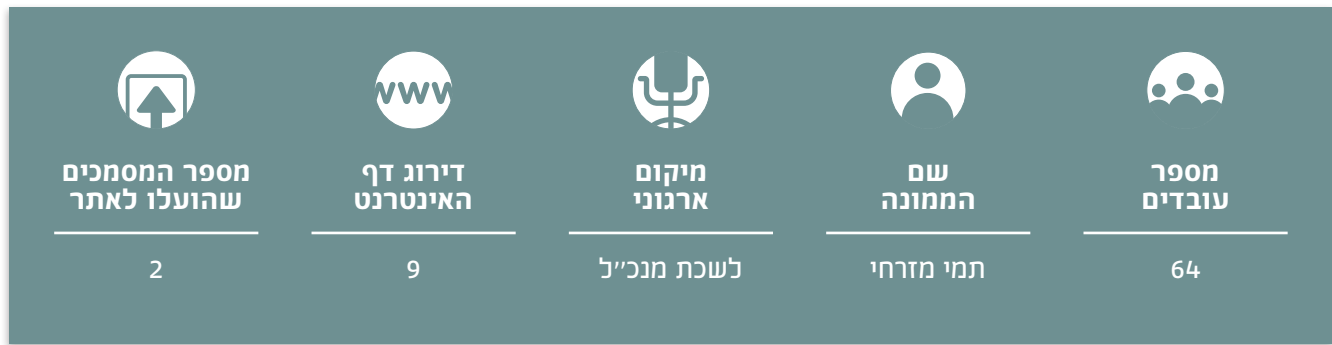 מספר
עובדים
64
שם
הממונה
תמי מזרחי
מיקום
ארגוני
לשכת מנכ''ל
www
דירוג דף
האינטרנט
9
מספר המסמכים
שהועלו לאתר
2